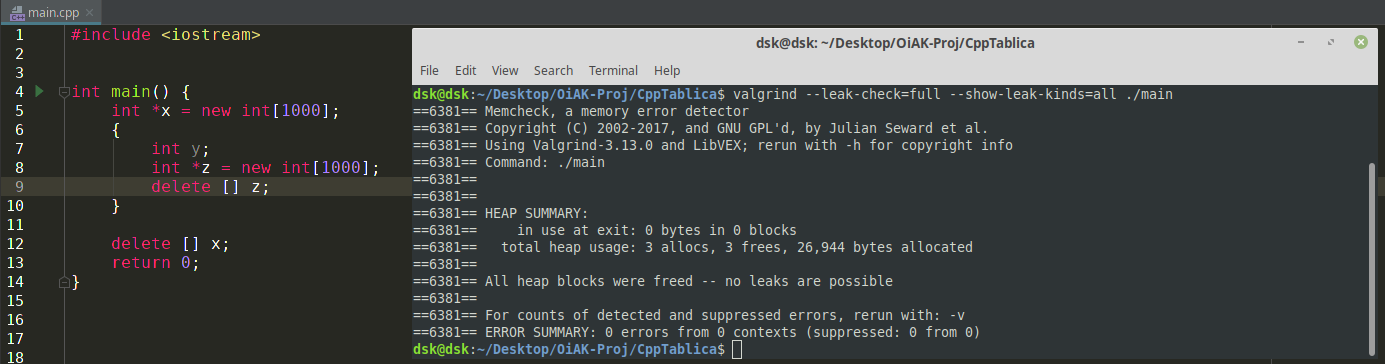 main.cpp
1 #include <iostream>
2
3
4 int main() {
5 int *x = new int[1000];
6 {
7 int y;
8 int *z = new int[1000];
9 delete [] z;
10 }
11
12 delete [] x;
13 return 0;
14 }
15
16
17
18
dsk@dsk: ~/Desktop/OiAK-Proj/CppTablica
File Edit View Search Terminal Help
dsk@dsk:~/Desktop/OiAK-Proj/CppTablica$ valgrind --leak-check=full --show-leak-kinds=all ./main
==6381== Memcheck, a memory error detector
==6381== Copyright (C) 2002-2017, and GNU GPL'd, by Julian Seward et al.
==6381== Using Valgrind-3.13.0 and LibVEX; rerun with -h for copyright info
==6381== Command: ./main
==6381==
==6381==
==6381== HEAP SUMMARY:
==6381==     in use at exit: 0 bytes in 0 blocks
==6381==   total heap usage: 3 allocs, 3 frees, 26,944 bytes allocated
==6381==
==6381== All heap blocks were freed -- no leaks are possible
==6381==
==6381== For counts of detected and suppressed errors, rerun with: -v
==6381== ERROR SUMMARY: 0 errors from 0 contexts (suppressed: 0 from 0)
dsk@dsk:~/Desktop/OiAK-Proj/CppTablica$